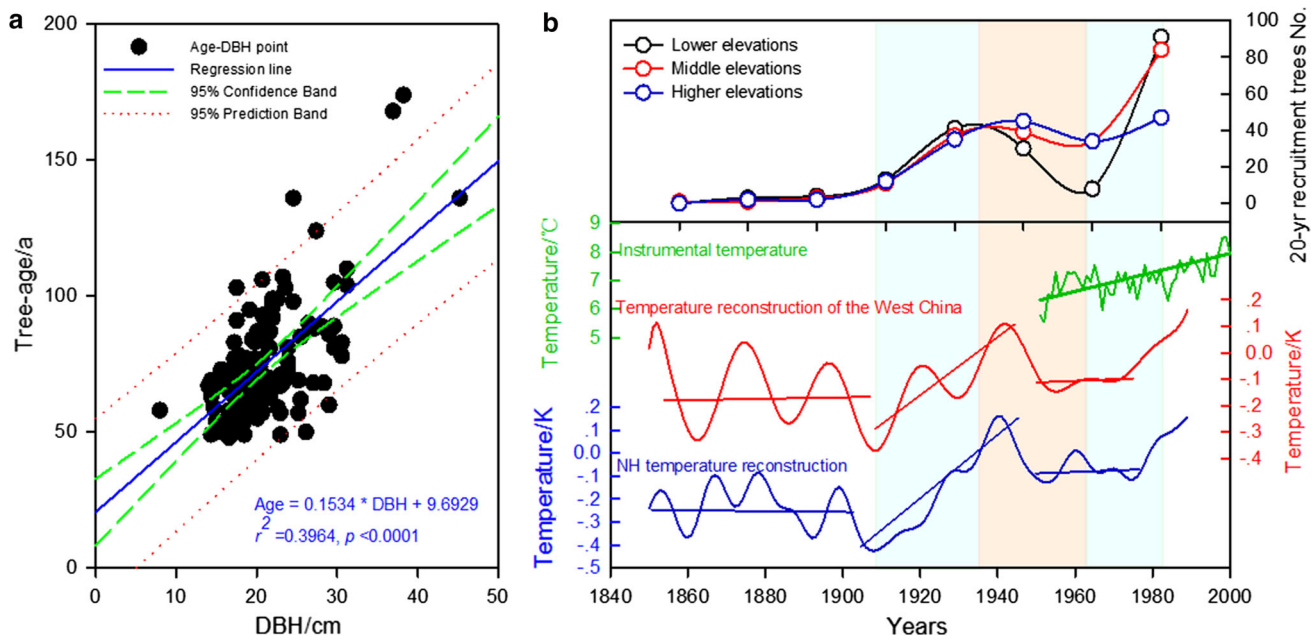 a
200
150
100
50
0
Tree-age/a
Age-DBH point
Regression line
95% Confidence Band
95% Prediction Band
Age = 0.1534 * DBH + 9.6929
r2 =0.3964, p <0.0001
0 10 20 30 40 50
DBH/cm
b
Lower elevations
Middle elevations
Higher elevations
100
80
60
40
20
0
20-yr recruitment trees No.
9
8
7
6
5
Temperature/℃
Instrumental temperature
Temperature reconstruction of the West China
.2
.1
0.0
-.1
-.2
-.3
-.4
Temperature/K
.2
.1
0.0
-.1
-.2
-.3
-.4
-.5
Temperature/K
NH temperature reconstruction
1840 1860 1880 1900 1920 1940 1960 1980 2000
Years